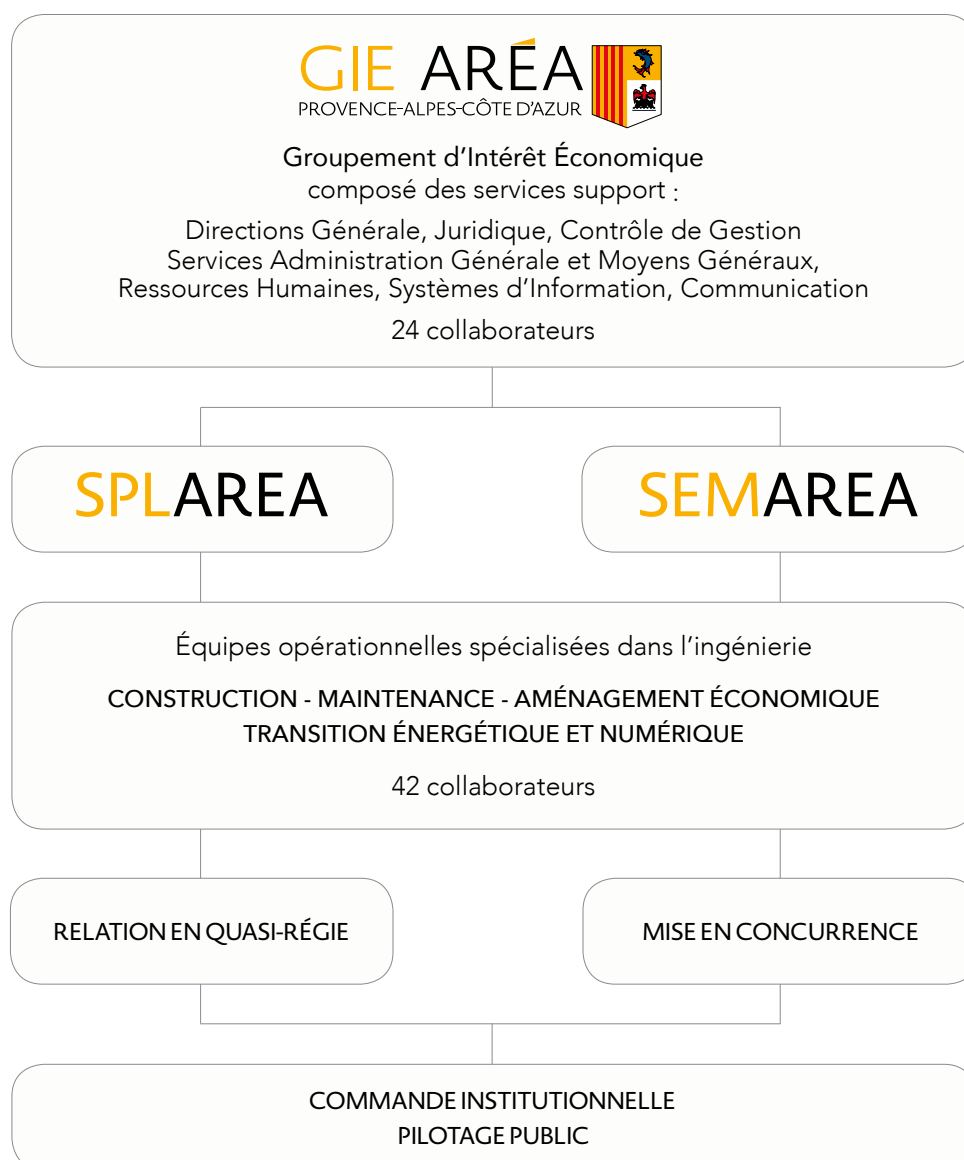 GIE ARÉA
PROVENCE-ALPES-CÔTE D'AZUR
Groupement d'Intérêt Économique
composé des services support :
Directions Générale, Juridique, Contrôle de Gestion
Services Administration Générale et Moyens Généraux,
Ressources Humaines, Systèmes d'Information, Communication
24 collaborateurs
SPLAREA
SEMAREA
Équipes opérationnelles spécialisées dans l'ingénierie
CONSTRUCTION - MAINTENANCE - AMÉNAGEMENT ÉCONOMIQUE
TRANSITION ÉNERGÉTIQUE ET NUMÉRIQUE
42 collaborateurs
RELATION EN QUASI-RÉGIE
MISE EN CONCURRENCE
COMMANDE INSTITUTIONNELLE
PILOTAGE PUBLIC